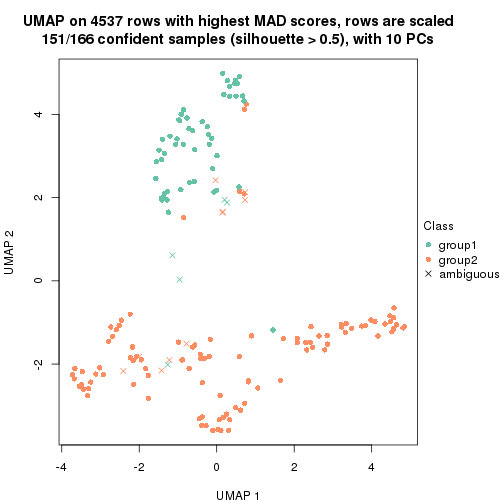 UMAP on 4537 rows with highest MAD scores, rows are scaled
151/166 confident samples (silhouette > 0.5), with 10 PCs
4
2
0
-2
UMAP 2
-4
-2
0
2
4
UMAP 1
Class
group1
group2
ambiguous